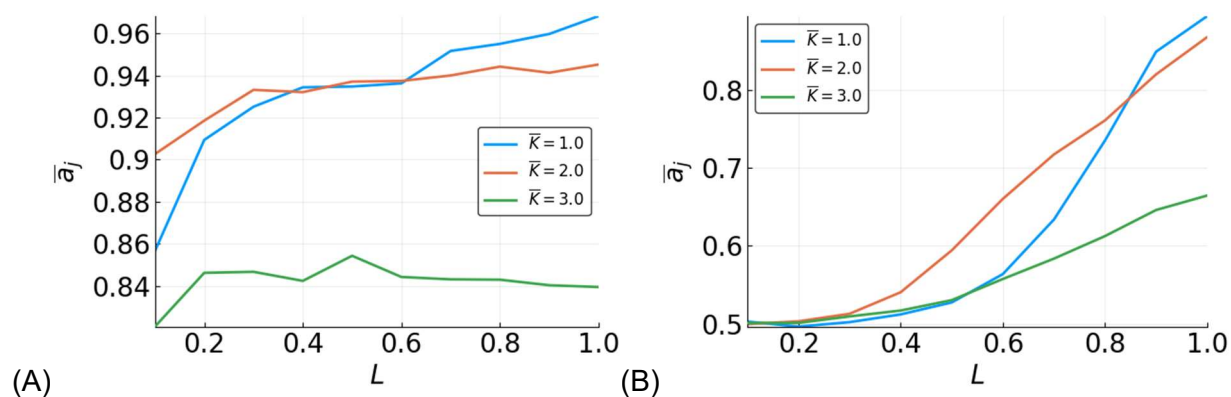 0.96
0.94
0.92
0.9
0.88
0.86
0.84
a̅ⱼ
K̅ = 1.0
K̅ = 2.0
K̅ = 3.0
0.2 0.4 0.6 0.8 1.0
L
(A)
K̅ = 1.0
K̅ = 2.0
K̅ = 3.0
0.8
0.7
0.6
0.5
a̅ⱼ
0.2 0.4 0.6 0.8 1.0
L
(B)